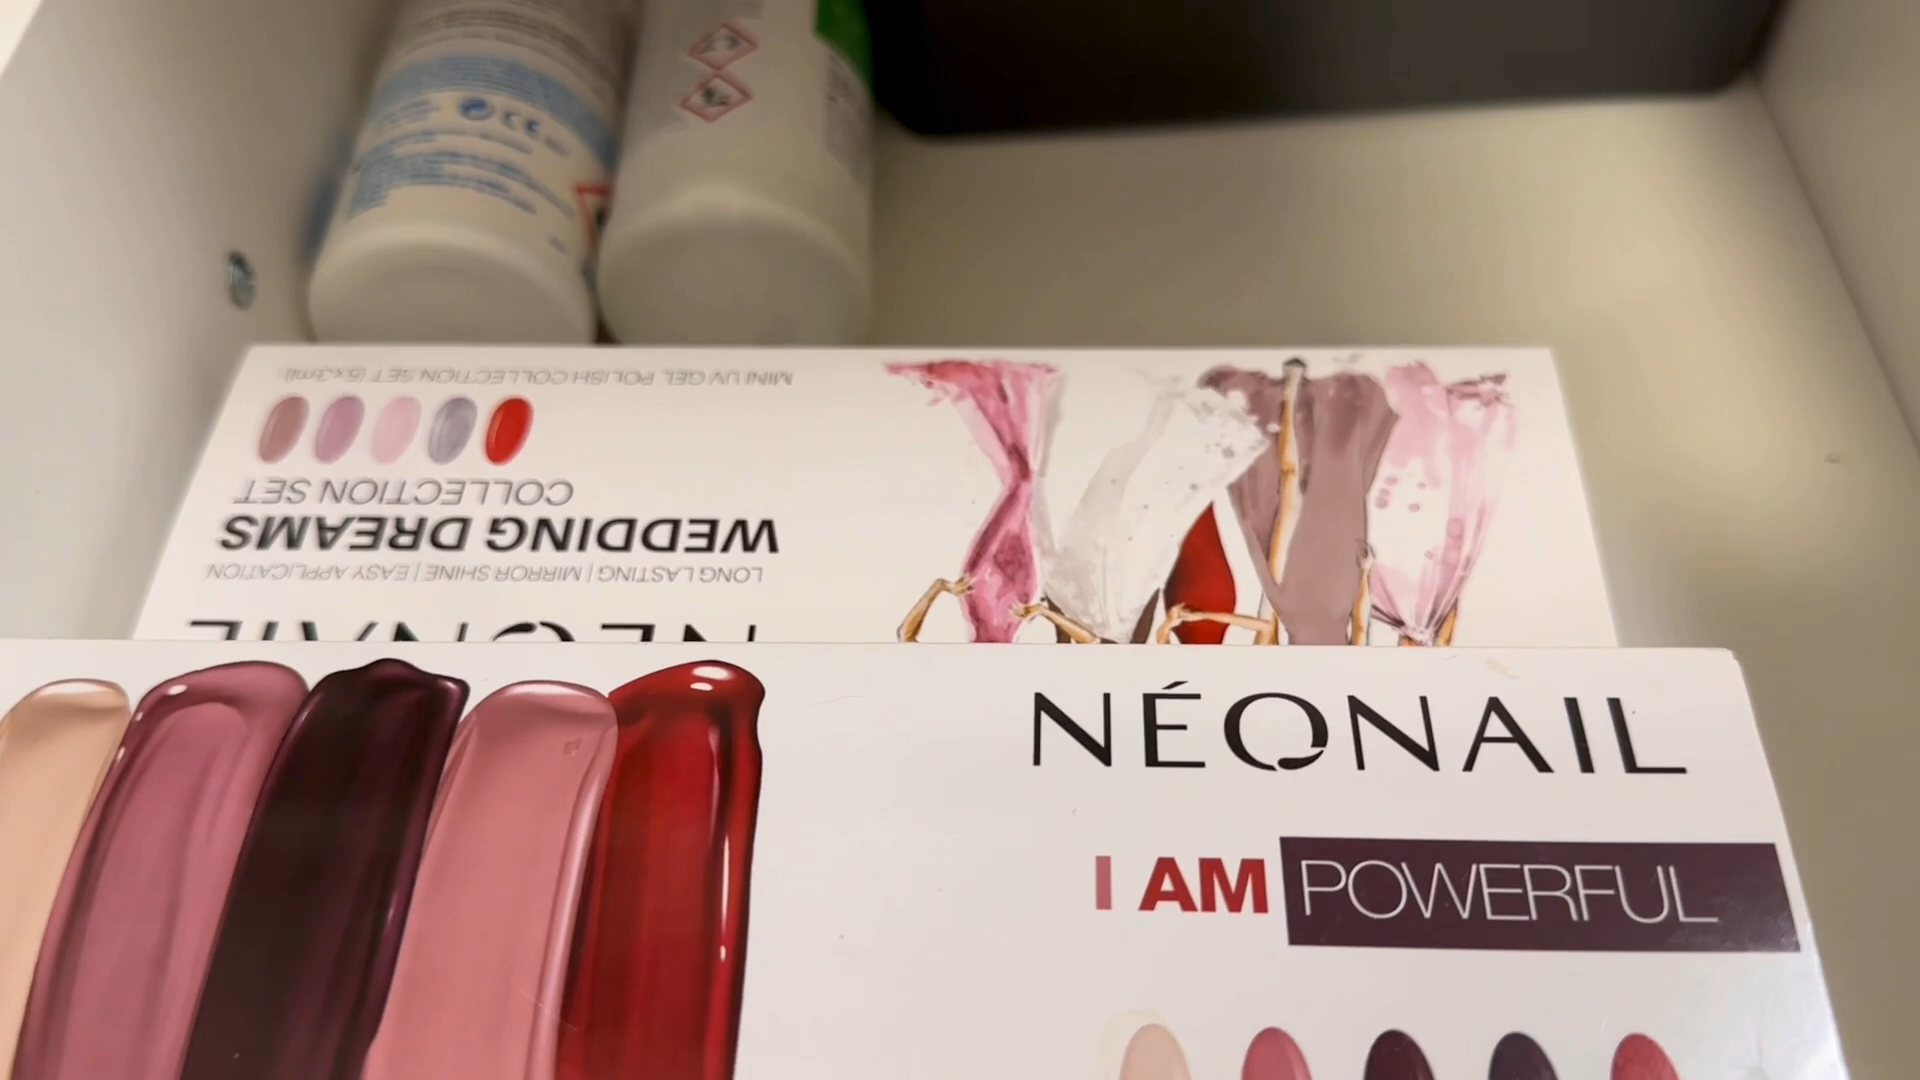 MINI UV GEL POLISH COLLECTION SET (5x3ml)
COLLECTION SET
WEDDING DREAMS
LONG LASTING | MIRROR SHINE | EASY APPLICATION
NEONAIL
NÉONAIL
I AM POWERFUL